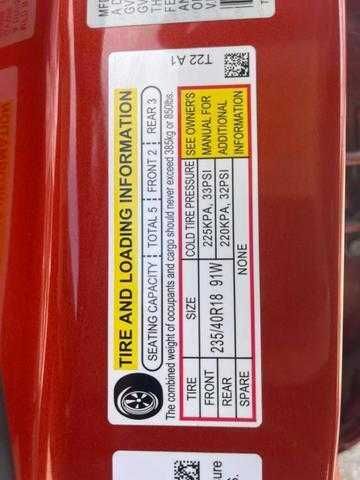 T22 A1
TIRE AND LOADING INFORMATION
SEATING CAPACITY TOTAL 5 FRONT 2 REAR 3
The combined weight of occupants and cargo should never exceed 385kg or 850lbs.
TIRE SIZE COLD TIRE PRESSURE
FRONT 235/40R18 91W 225KPA, 33PSI
REAR 220KPA, 32PSI
SPARE NONE
SEE OWNER'S
MANUAL FOR
ADDITIONAL
INFORMATION